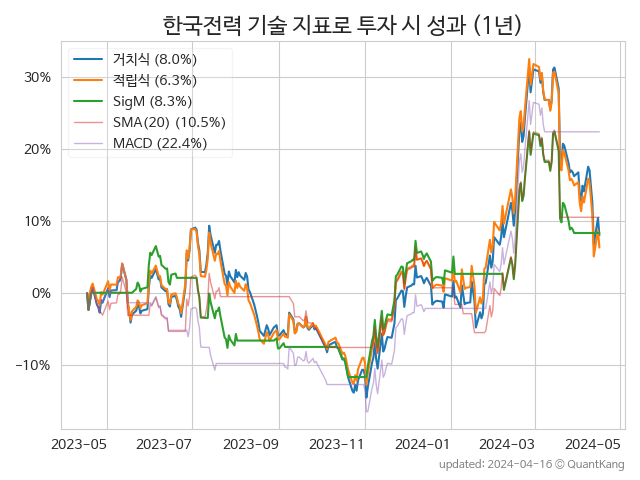 한국전력 기술 지표로 투자 시 성과 (1년)
거치식 (8.0%)
적립식 (6.3%)
SigM (8.3%)
SMA(20) (10.5%)
MACD (22.4%)
30%
20%
10%
0%
−10%
2023-05 2023-07 2023-09 2023-11 2024-01 2024-03 2024-05
updated: 2024-04-16 © QuantKang